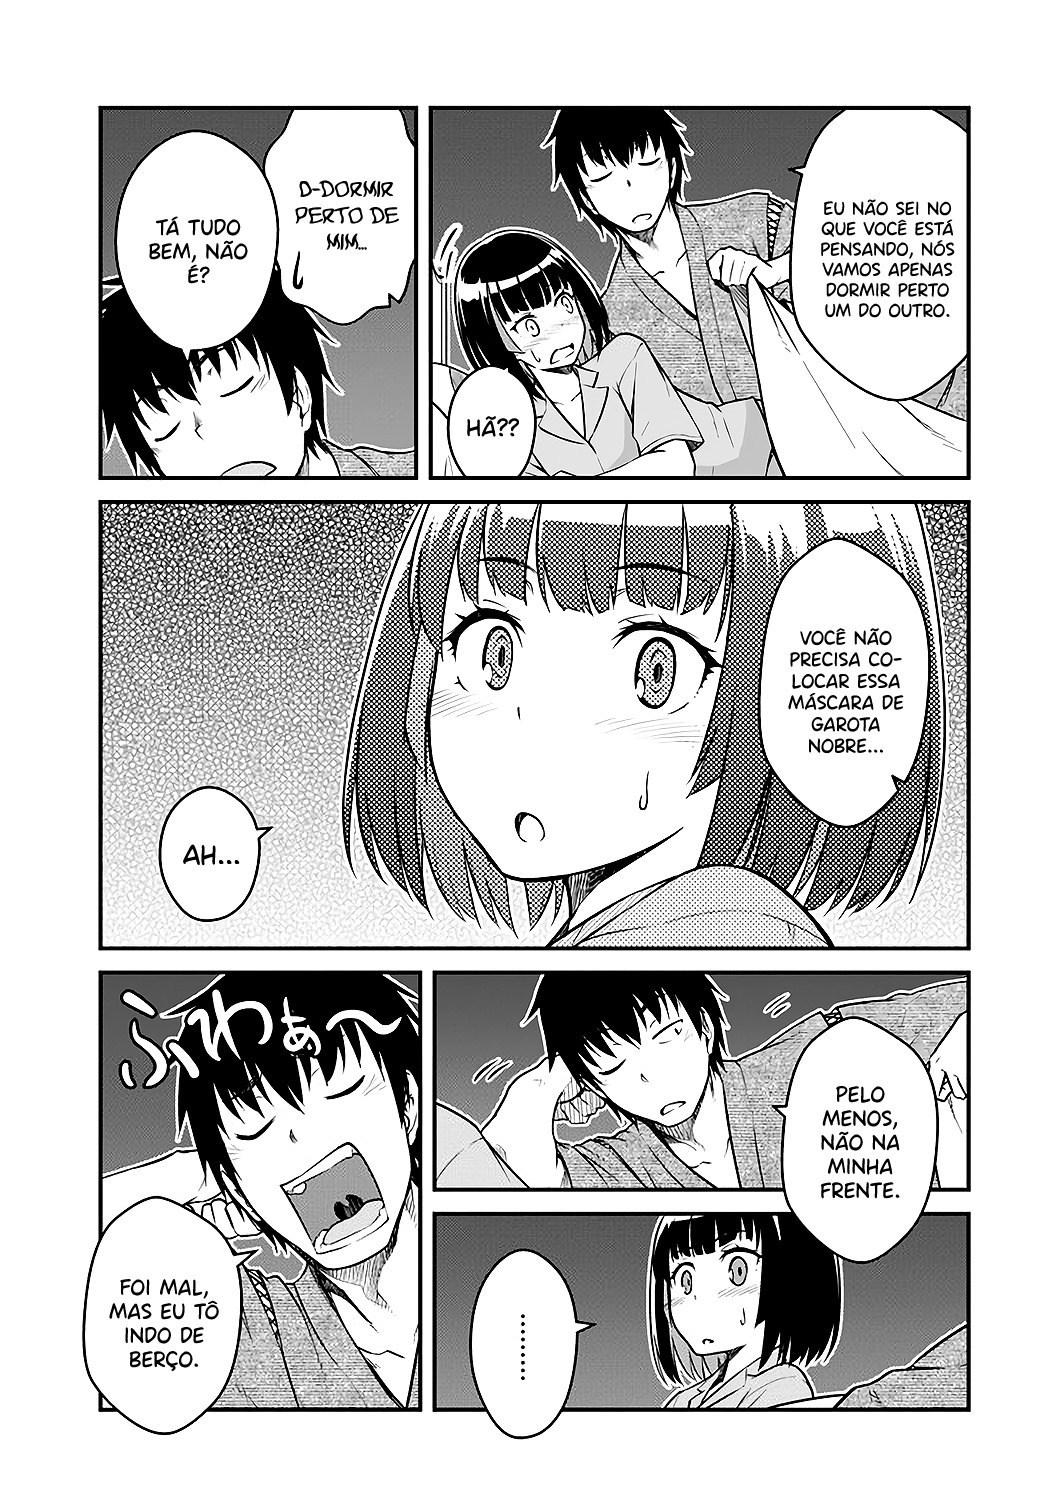 EU NÃO SEI NO
QUE VOCÊ ESTÁ
PENSANDO, NÓS
VAMOS APENAS
DORMIR PERTO
UM DO OUTRO.
HÃ??
D-DORMIR
PERTO DE
MIM...
TÁ TUDO
BEM, NÃO
É?
VOCÊ NÃO
PRECISA CO-
LOCAR ESSA
MÁSCARA DE
GAROTA
NOBRE...
AH...
PELO
MENOS,
NÃO NA
MINHA
FRENTE.
.........
ふわぁ〜
FOI MAL,
MAS EU TÔ
INDO DE
BERÇO.